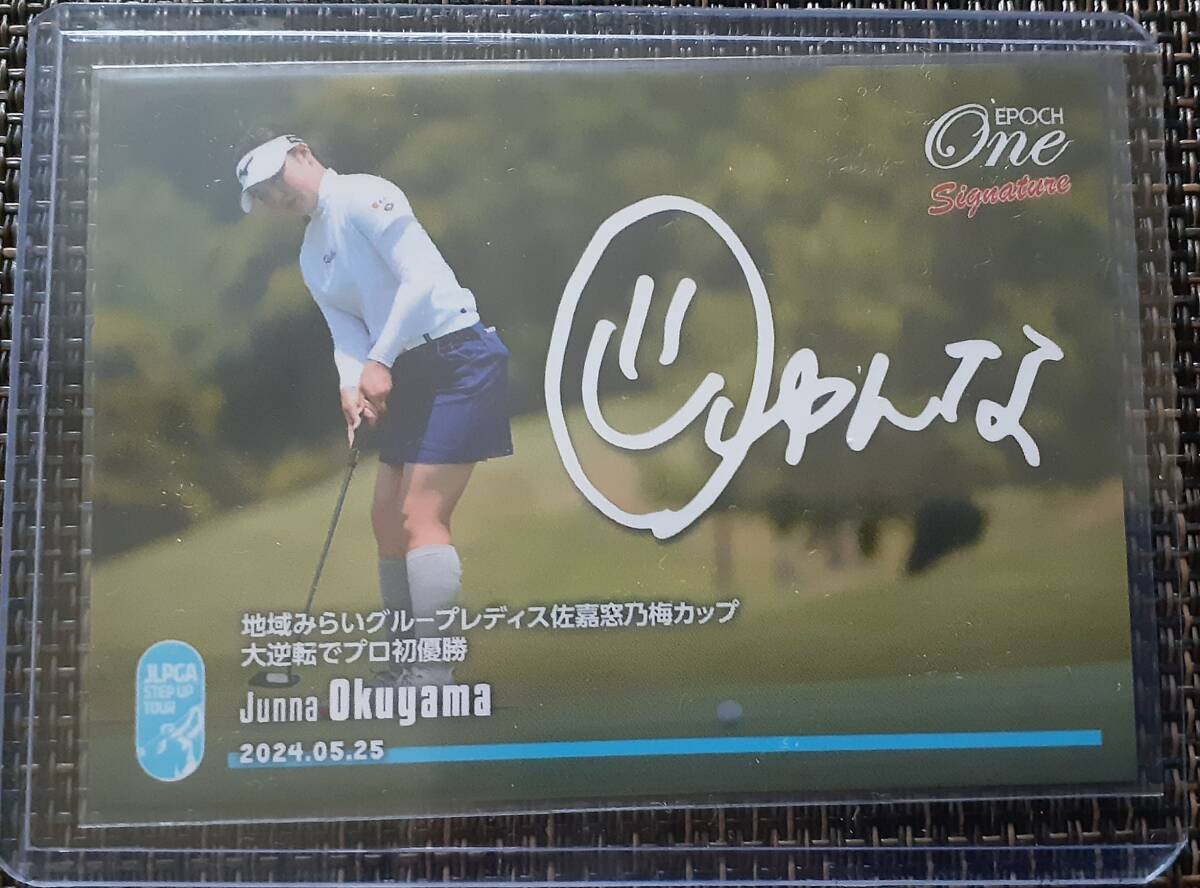 EPOCH
One
Signature
じゅんな
地域みらいグループレディス佐嘉窓乃梅カップ
大逆転でプロ初優勝
JLPGA
STEP UP
TOUR
Junna Okuyama
2024.05.25